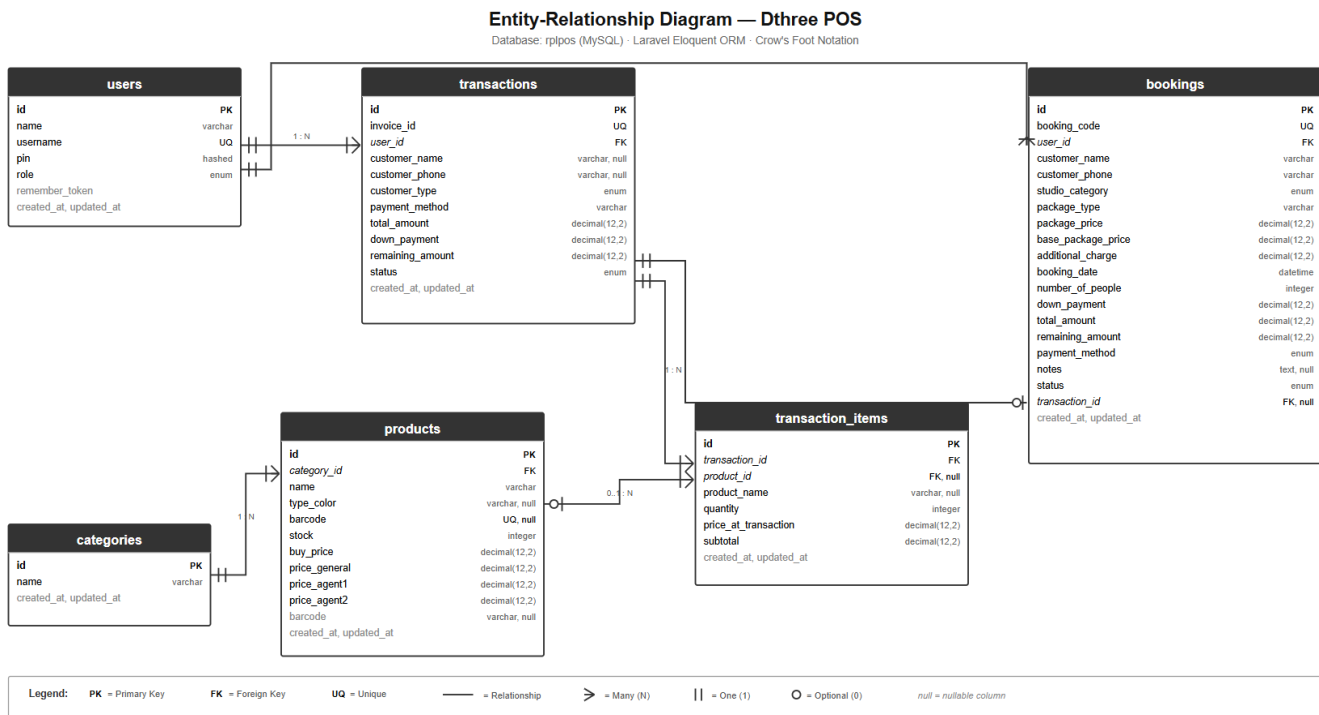 Entity-Relationship Diagram — Dthree POS
Database: rplpos (MySQL) · Laravel Eloquent ORM · Crow's Foot Notation
users
id PK
name varchar
username UQ
pin hashed
role enum
remember_token
created_at, updated_at
1 : N
transactions
id PK
invoice_id UQ
user_id FK
customer_name varchar, null
customer_phone varchar, null
customer_type enum
payment_method varchar
total_amount decimal(12,2)
down_payment decimal(12,2)
remaining_amount decimal(12,2)
status enum
created_at, updated_at
bookings
id PK
booking_code UQ
user_id FK
customer_name varchar
customer_phone varchar
studio_category enum
package_type varchar
package_price decimal(12,2)
base_package_price decimal(12,2)
additional_charge decimal(12,2)
booking_date datetime
number_of_people integer
down_payment decimal(12,2)
total_amount decimal(12,2)
remaining_amount decimal(12,2)
payment_method enum
notes text, null
status enum
transaction_id FK, null
created_at, updated_at
1 : N
products
id PK
category_id FK
name varchar
type_color varchar, null
barcode UQ, null
stock integer
buy_price decimal(12,2)
price_general decimal(12,2)
price_agent1 decimal(12,2)
price_agent2 decimal(12,2)
barcode varchar, null
created_at, updated_at
0..1 : N
transaction_items
id PK
transaction_id FK
product_id FK, null
product_name varchar, null
quantity integer
price_at_transaction decimal(12,2)
subtotal decimal(12,2)
created_at, updated_at
1 : N
categories
id PK
name varchar
created_at, updated_at
Legend: PK = Primary Key FK = Foreign Key UQ = Unique = Relationship = Many (N) = One (1) = Optional (0) null = nullable column